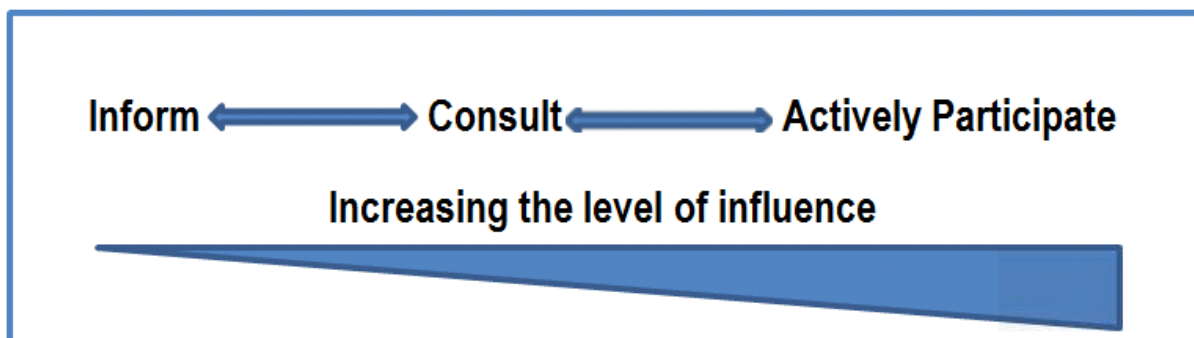 Inform Consult Actively Participate
Increasing the level of influence